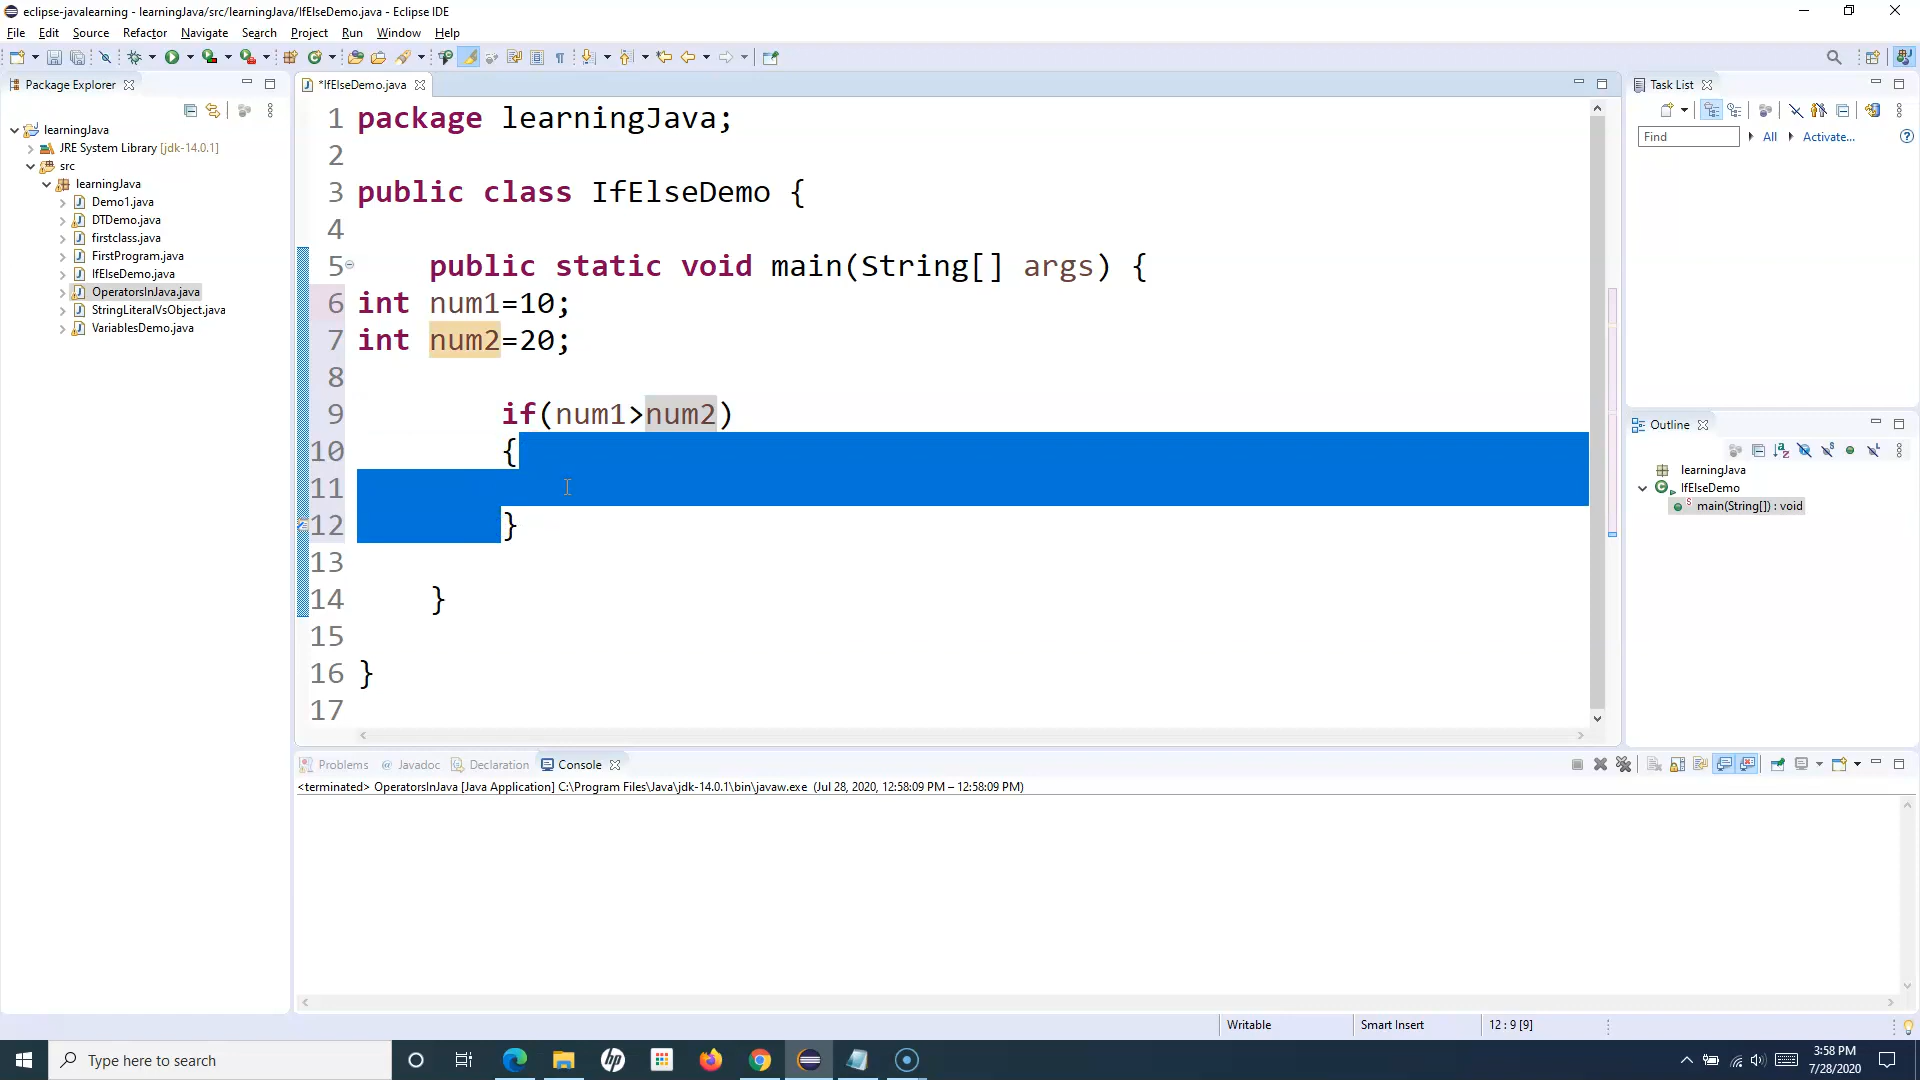 eclipse-javalearning - learningJava/src/learningJava/IfElseDemo.java - Eclipse IDE
File Edit Source Refactor Navigate Search Project Run Window Help
Package Explorer
*IfElseDemo.java
Task List
learningJava
JRE System Library [jdk-14.0.1]
src
learningJava
Demo1.java
DTDemo.java
firstclass.java
FirstProgram.java
IfElseDemo.java
OperatorsInJava.java
StringLiteralVsObject.java
VariablesDemo.java
1 package learningJava;
2
3 public class IfElseDemo {
4
5 public static void main(String[] args) {
6 int num1=10;
7 int num2=20;
8
9 if(num1>num2)
10 {
11
12 }
13
14 }
15
16 }
17
Find All Activate...
Outline
learningJava
IfElseDemo
main(String[]) : void
Problems @ Javadoc Declaration Console
<terminated> OperatorsInJava [Java Application] C:\Program Files\Java\jdk-14.0.1\bin\javaw.exe (Jul 28, 2020, 12:58:09 PM – 12:58:09 PM)
Writable Smart Insert 12 : 9 [9]
Type here to search
hp
3:58 PM
7/28/2020